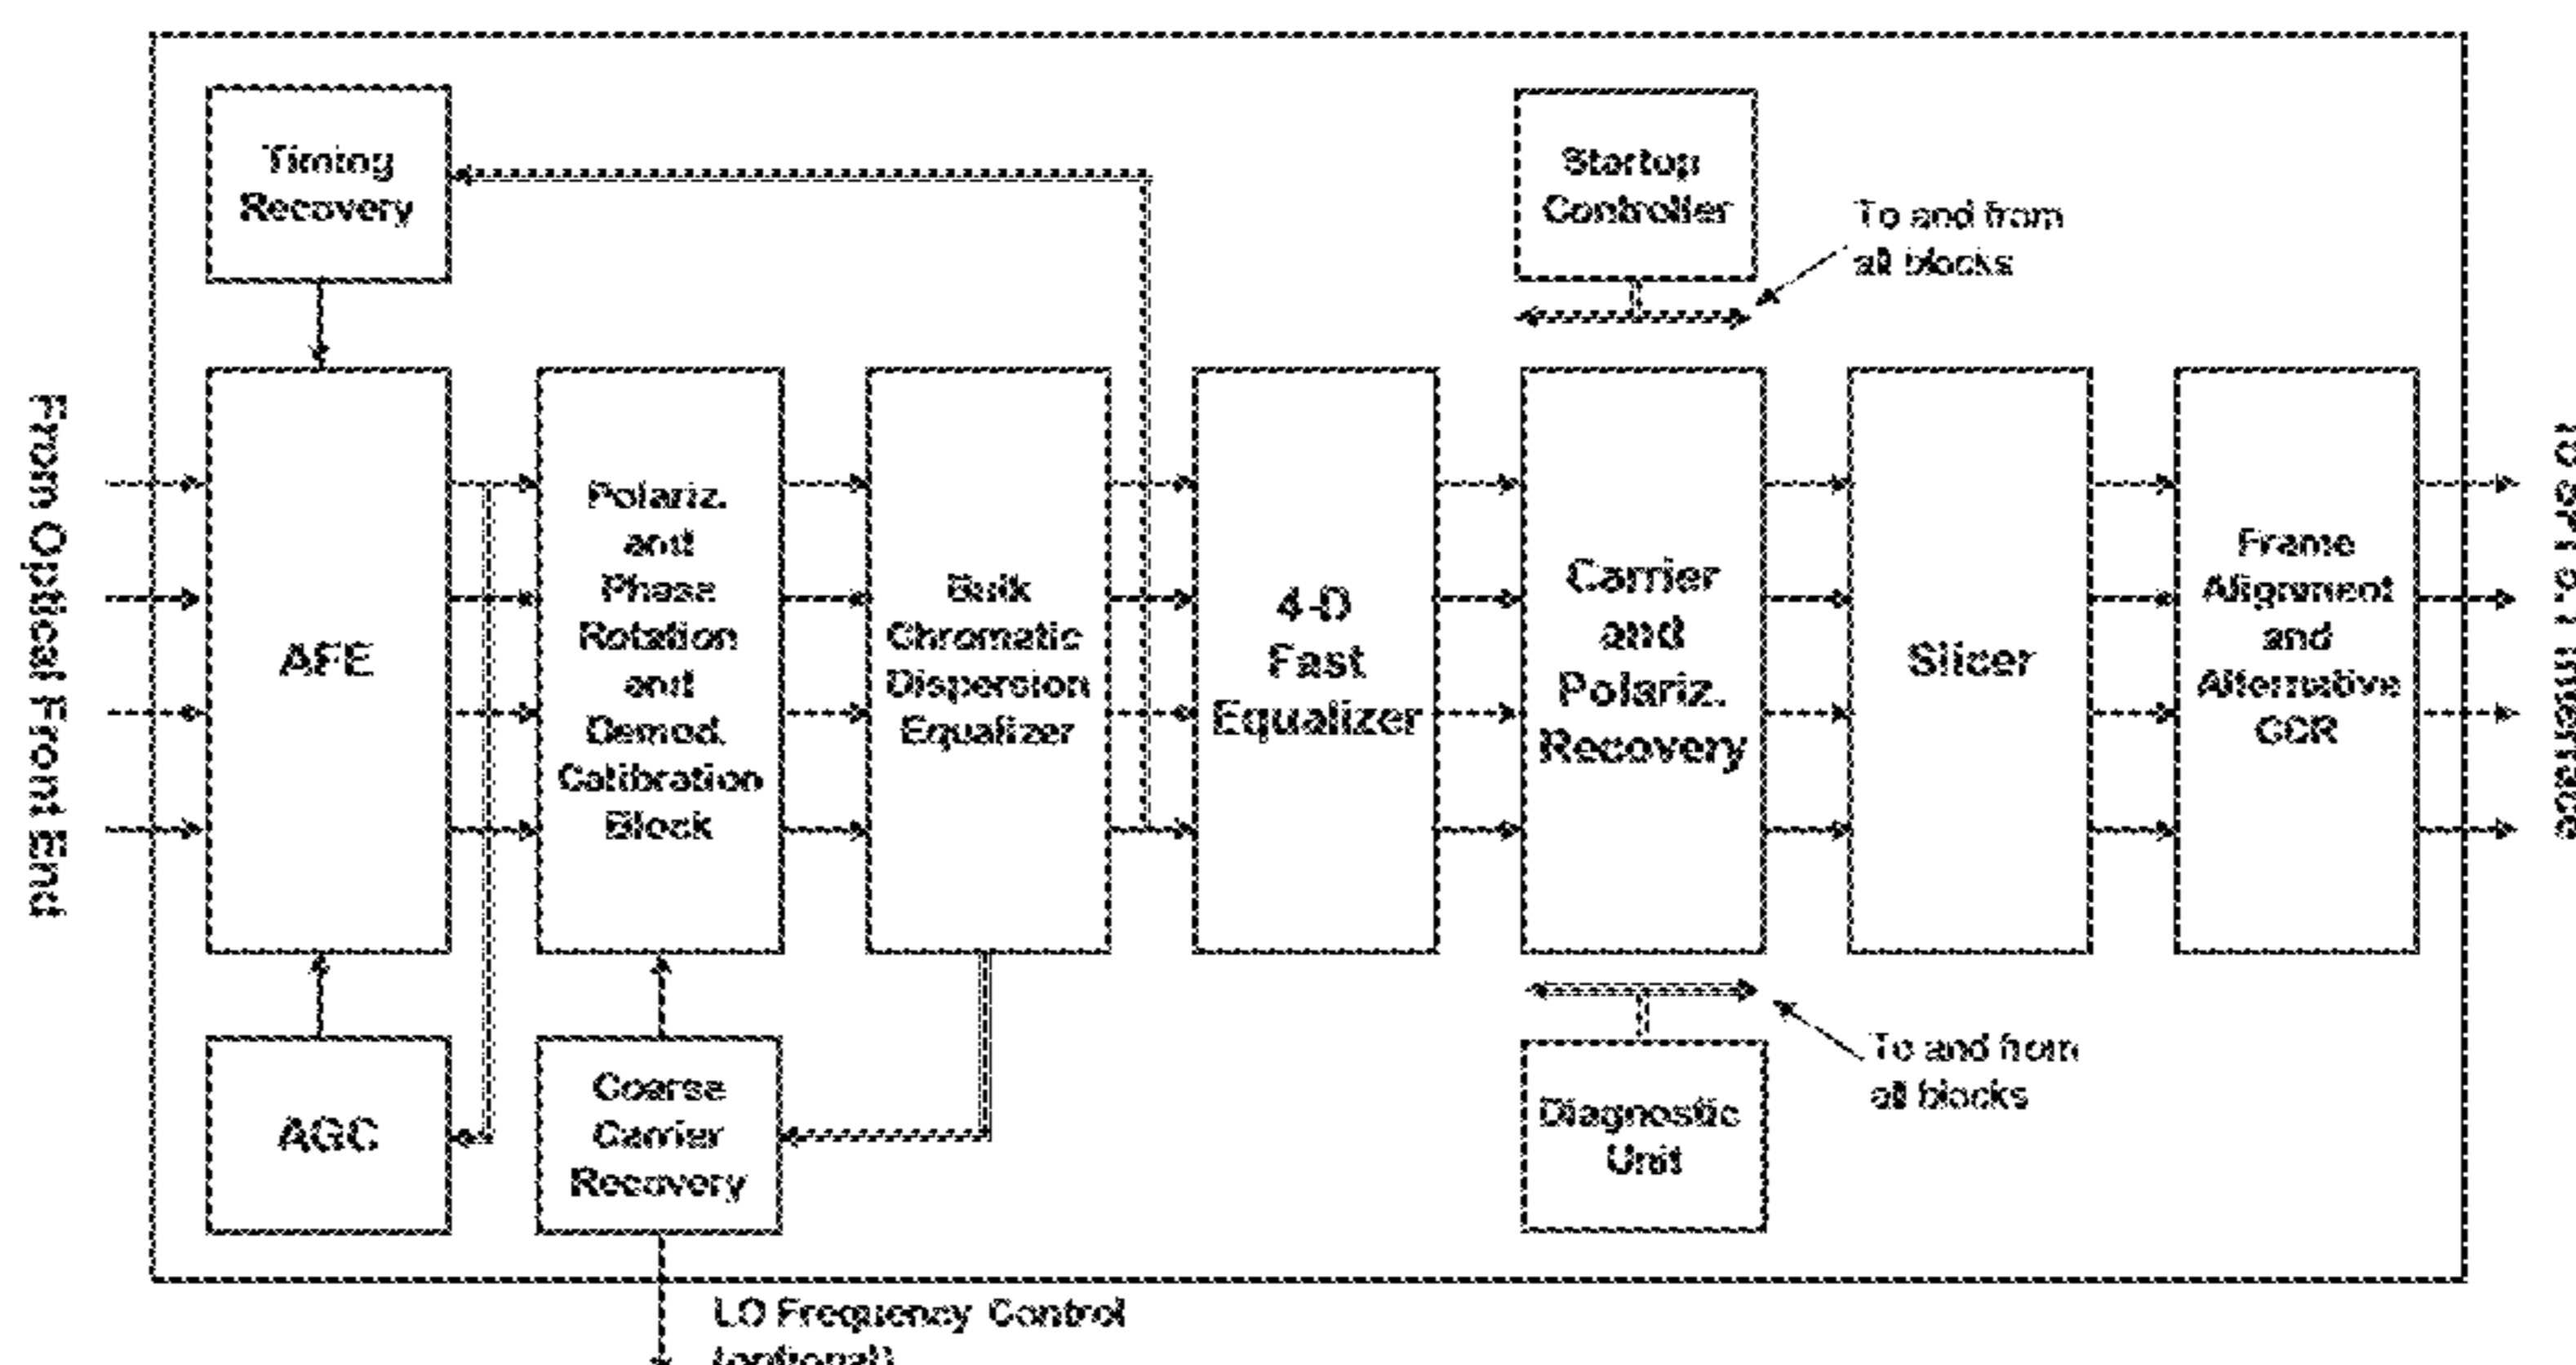 Timing
Recovery
Startup
Controller
To and from
all blocks
From Optical Front End
AFE
Polariz.
and
Phase
Rotation
and
Demod.
Calibration
Block
Bulk
Chromatic
Dispersion
Equalizer
4-D
Fast
Equalizer
Carrier
and
Polariz.
Recovery
Slicer
Frame
Alignment
and
Alternative
CCR
AGC
Coarse
Carrier
Recovery
Diagnostic
Unit
To and from
all blocks
LO Frequency Control
(optional)